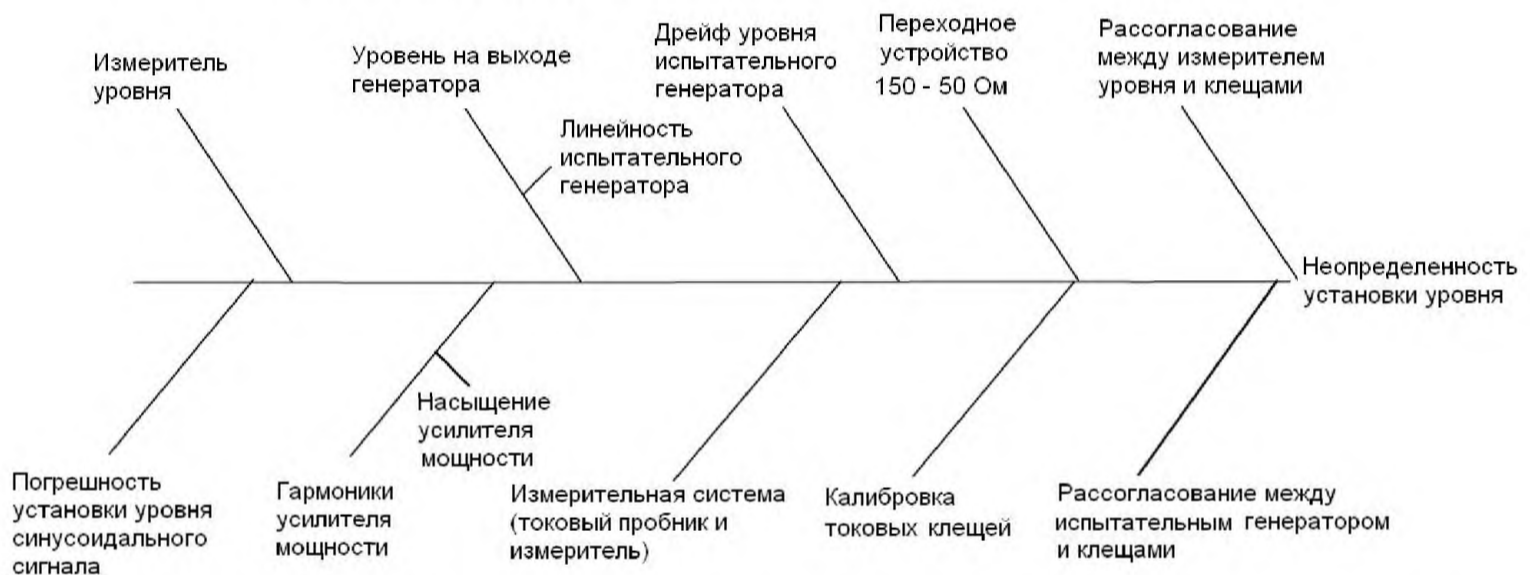 Измеритель
уровня
Уровень на выходе
генератора
Линейность
испытательного
генератора
Дрейф уровня
испытательного
генератора
Переходное
устройство
150 - 50 Ом
Рассогласование
между измерителем
уровня и клещами
Неопределенность
установки уровня
Погрешность
установки уровня
синусоидального
сигнала
Гармоники
усилителя
мощности
Насыщение
усилителя
мощности
Измерительная система
(токовый пробник и
измеритель)
Калибровка
токовых клещей
Рассогласование между
испытательным генератором
и клещами